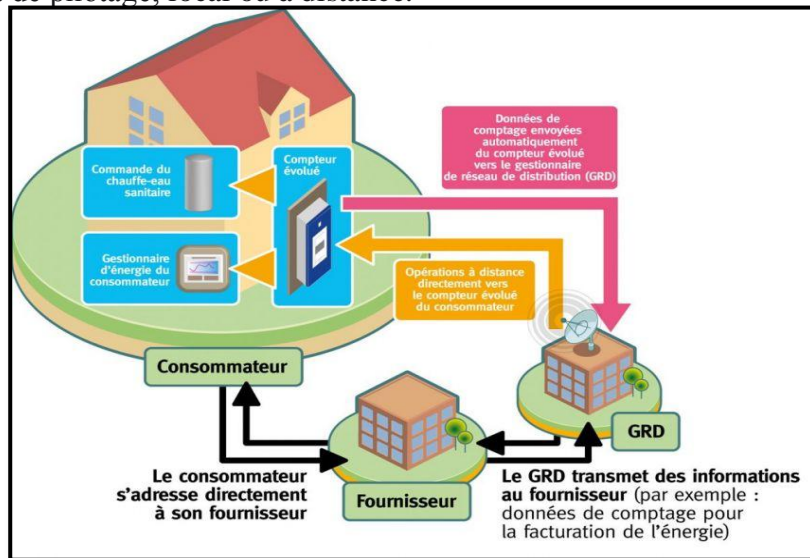 de pilotage, local ou à distance.
Données de
comptage envoyées
automatiquement
du compteur évolué
vers le gestionnaire
de réseau de distribution (GRD)
Commande du
chauffe-eau
sanitaire
Compteur
évolué
Gestionnaire
d'énergie du
consommateur
Opérations à distance
directement vers
le compteur évolué
du consommateur
Consommateur
GRD
Le consommateur
s'adresse directement
à son fournisseur
Fournisseur
Le GRD transmet des informations
au fournisseur (par exemple :
données de comptage pour
la facturation de l'énergie)